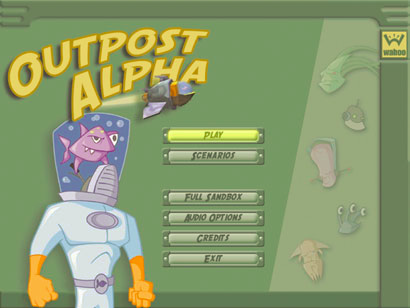 OUTPOST
ALPHA
wahoo
PLAY
SCENARIOS
FULL SANDBOX
AUDIO OPTIONS
CREDITS
EXIT